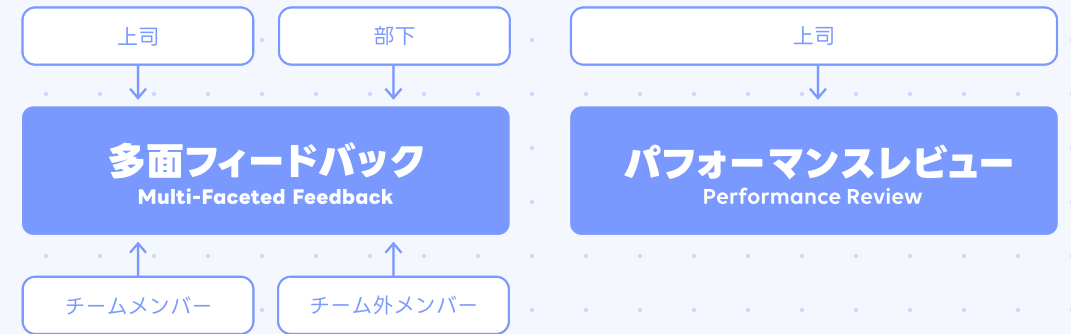 上司
部下
多面フィードバック
Multi-Faceted Feedback
チームメンバー
チーム外メンバー
上司
パフォーマンスレビュー
Performance Review